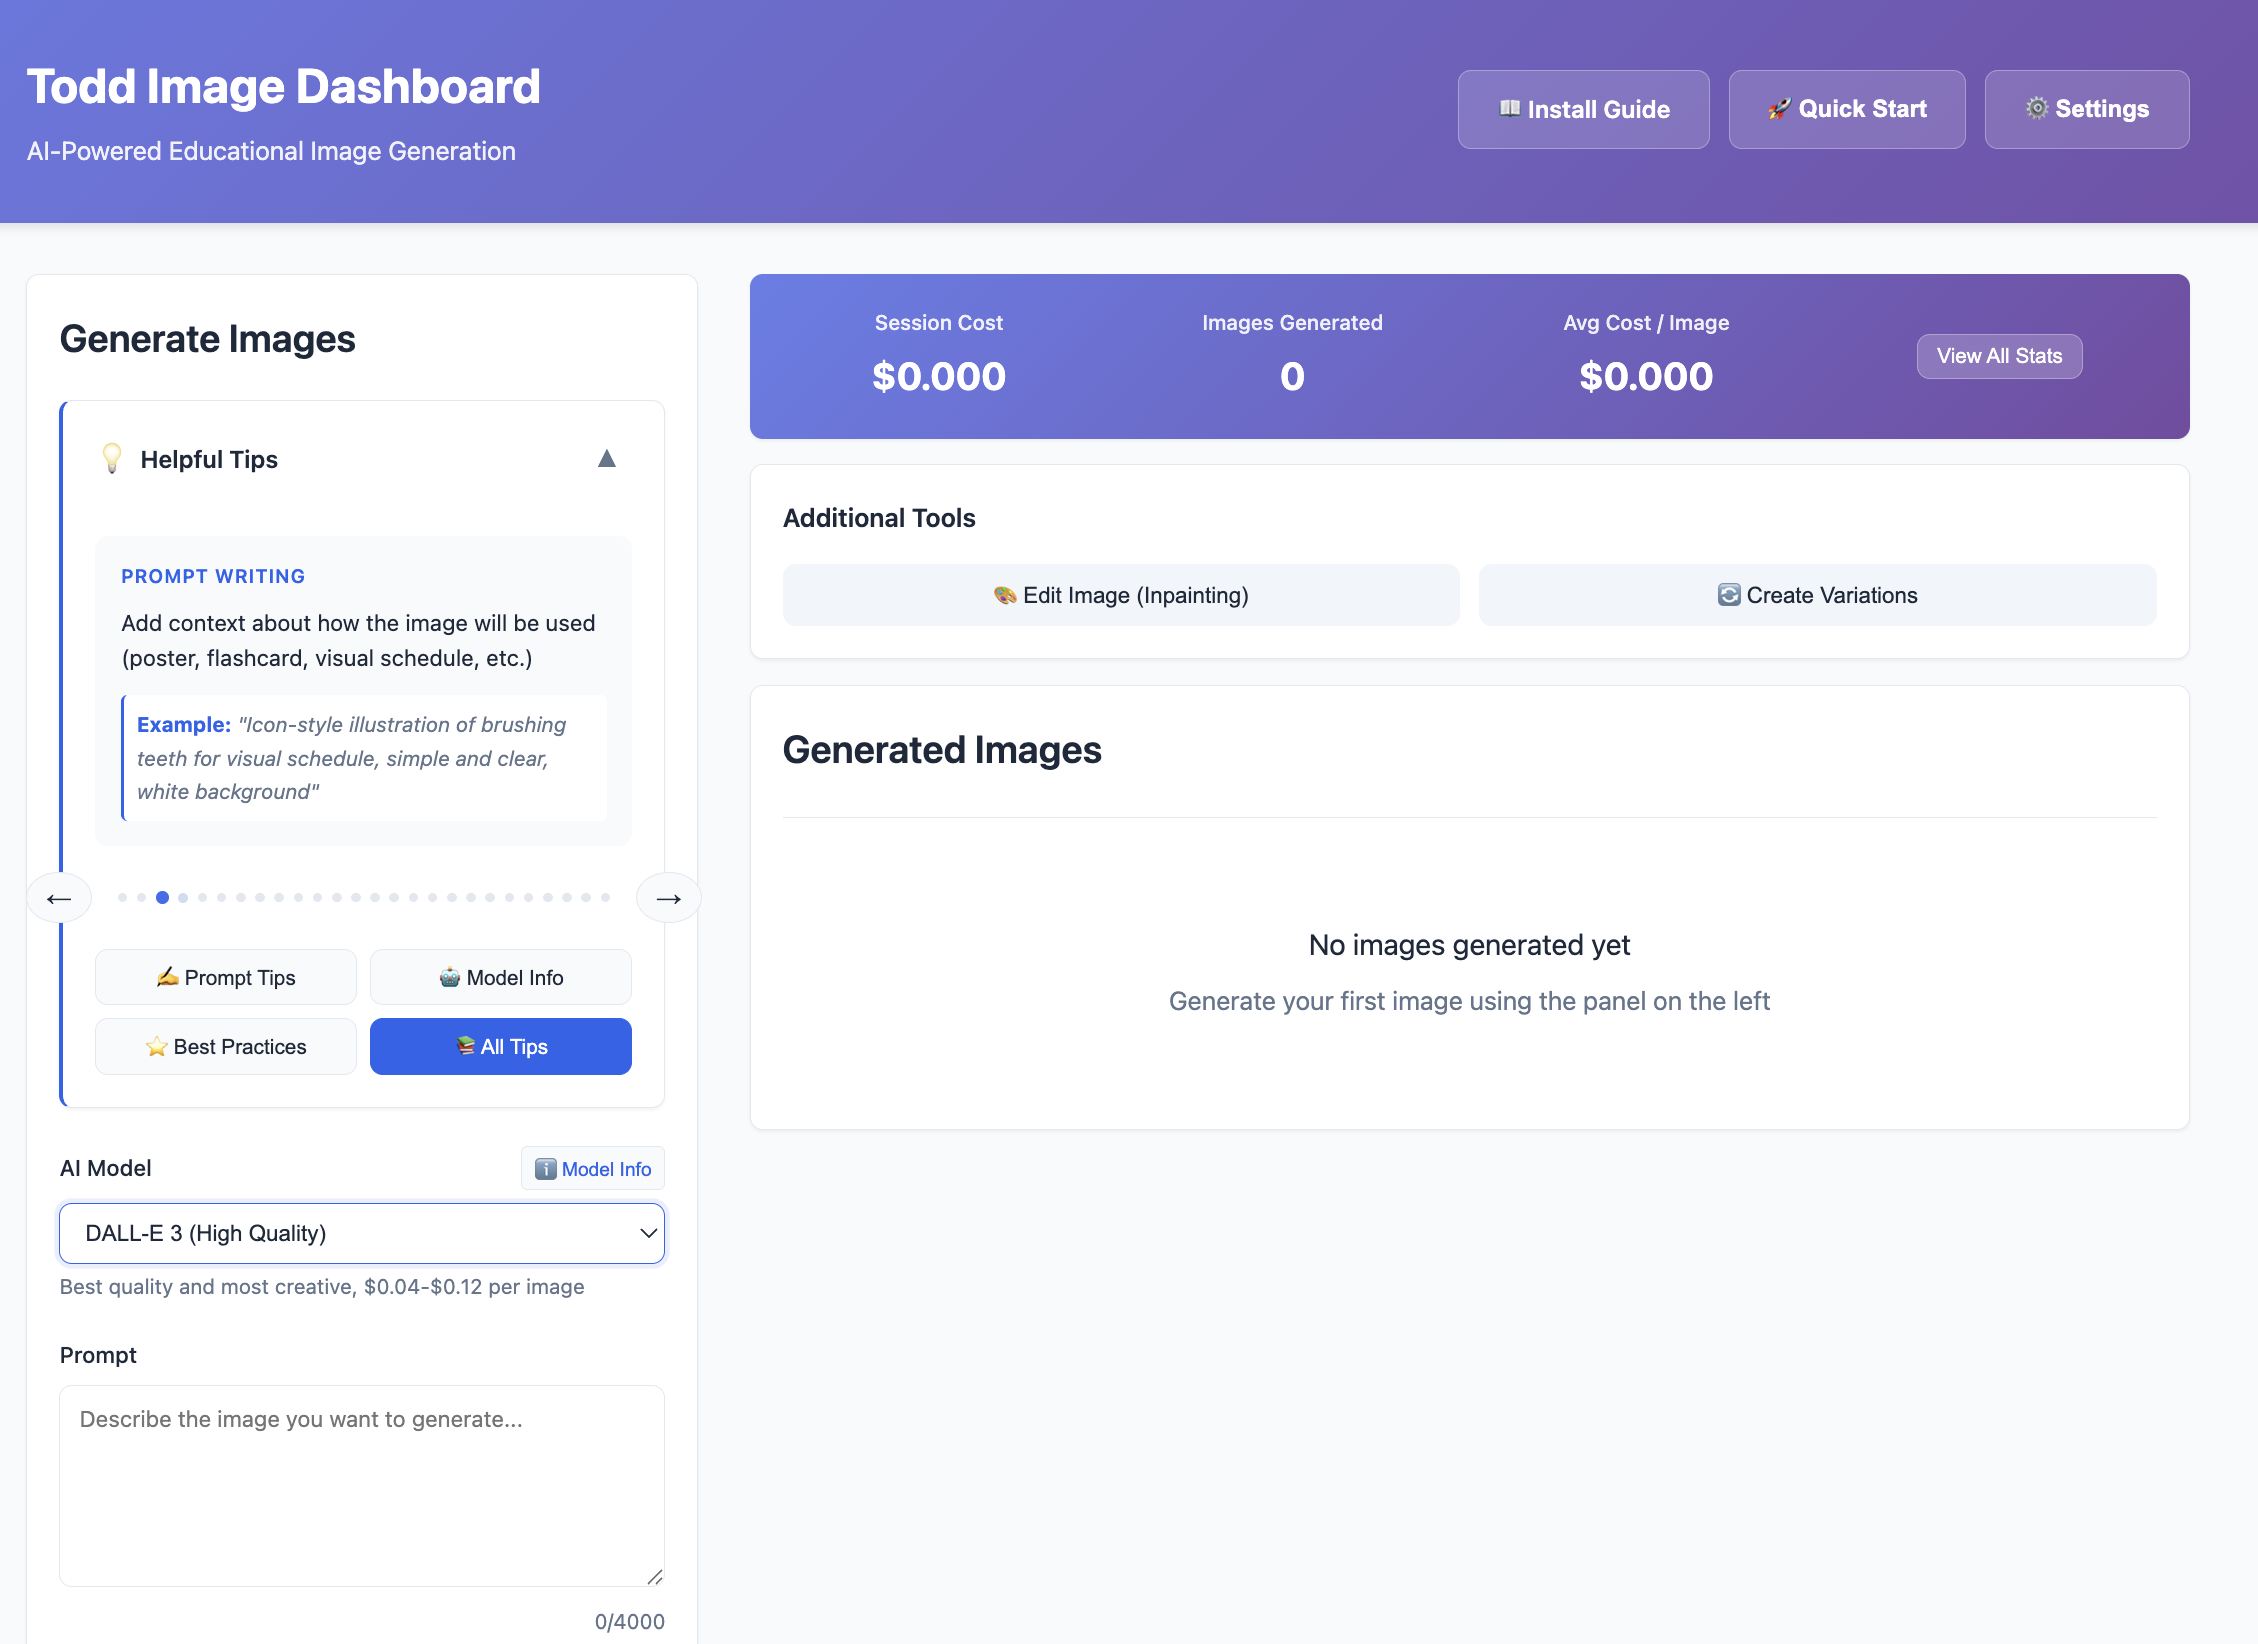 Todd Image Dashboard
AI-Powered Educational Image Generation
📖 Install Guide
🚀 Quick Start
⚙️ Settings
Generate Images
💡 Helpful Tips ▲
PROMPT WRITING
Add context about how the image will be used
(poster, flashcard, visual schedule, etc.)
Example: "Icon-style illustration of brushing
teeth for visual schedule, simple and clear,
white background"
← →
✍️ Prompt Tips
🤖 Model Info
⭐ Best Practices
📚 All Tips
AI Model
ℹ️ Model Info
DALL-E 3 (High Quality)
Best quality and most creative, $0.04-$0.12 per image
Prompt
Describe the image you want to generate...
0/4000
Session Cost
$0.000
Images Generated
0
Avg Cost / Image
$0.000
View All Stats
Additional Tools
🎨 Edit Image (Inpainting)
🔄 Create Variations
Generated Images
No images generated yet
Generate your first image using the panel on the left